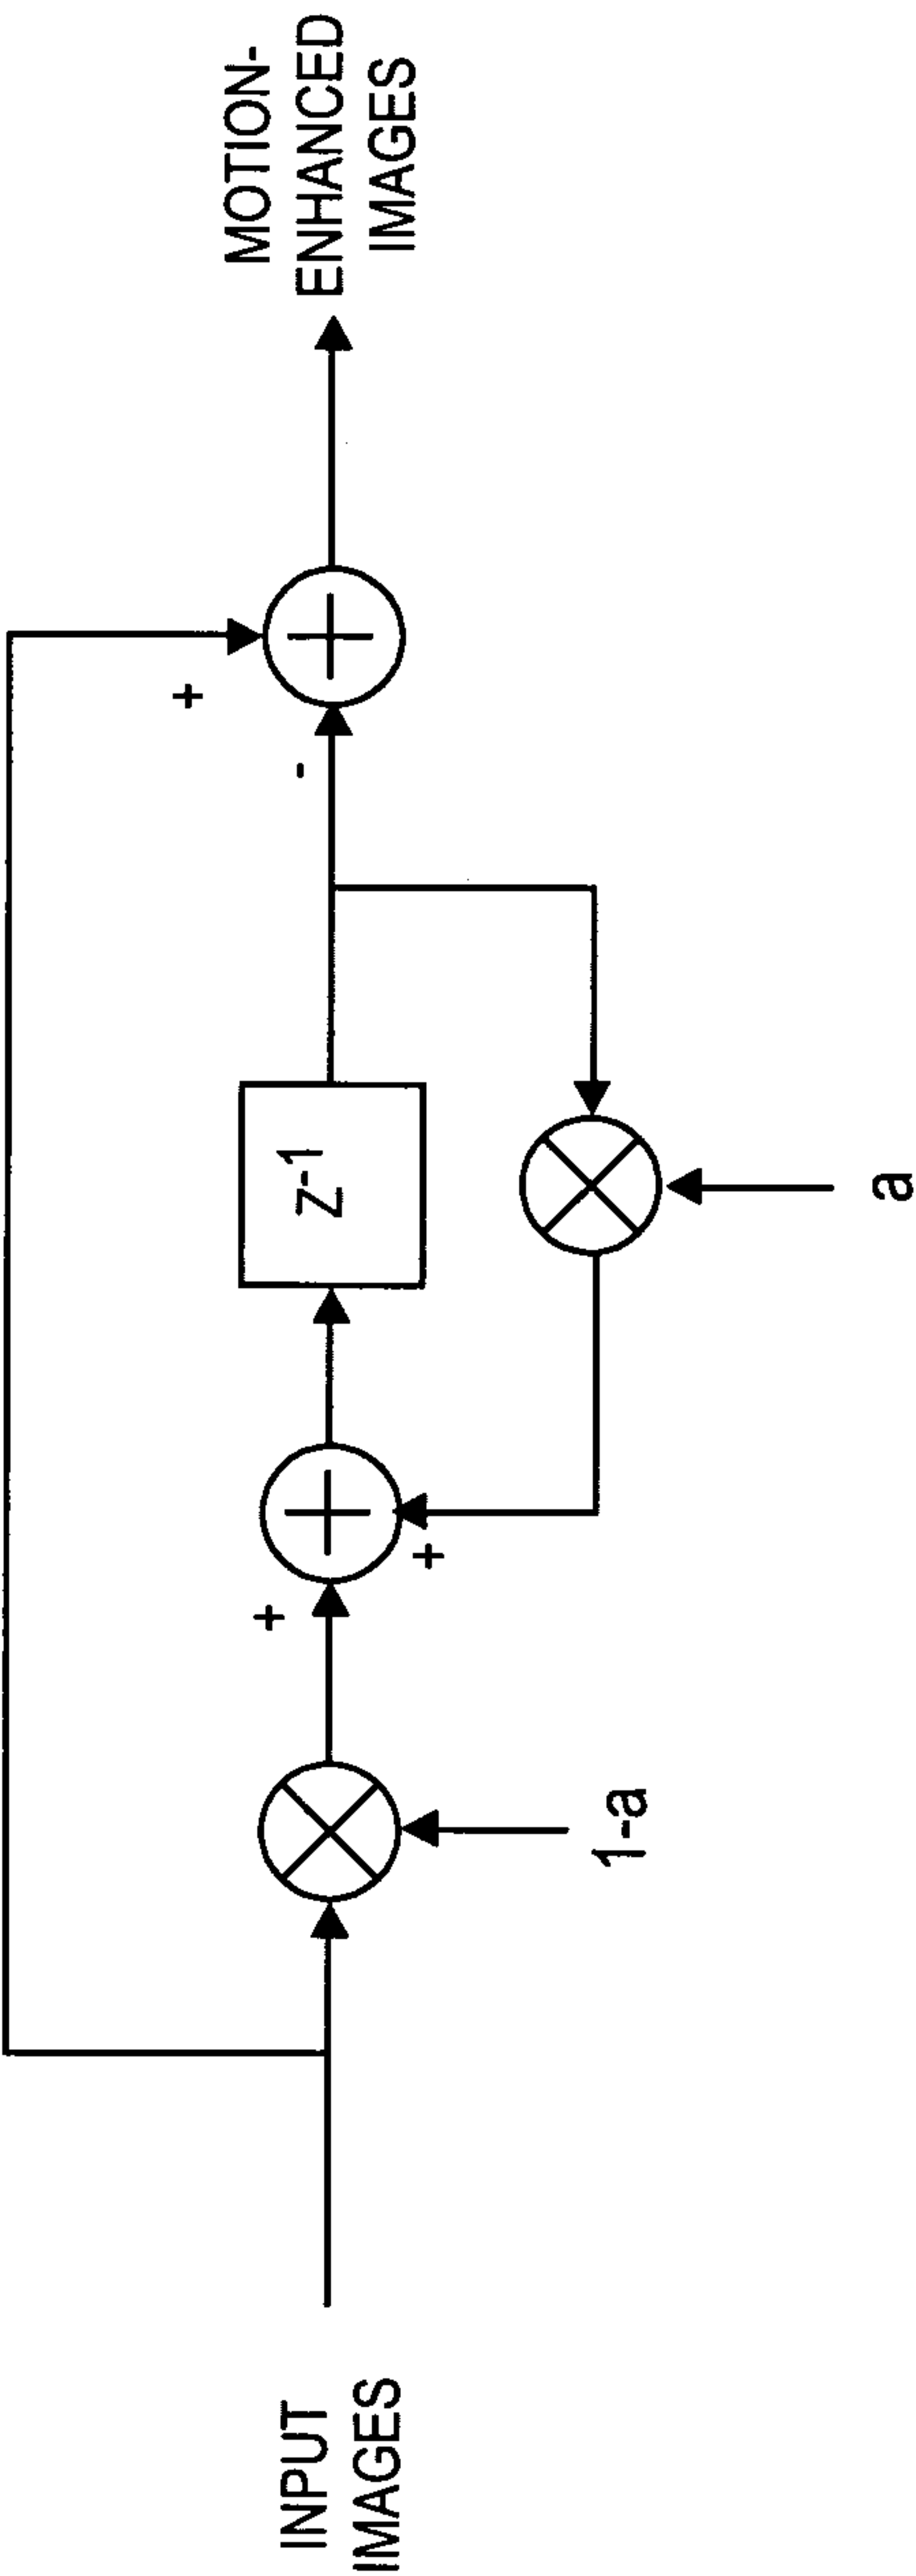 INPUT
IMAGES
1-a
+
+
z-1
a
-
+
MOTION-
ENHANCED
IMAGES